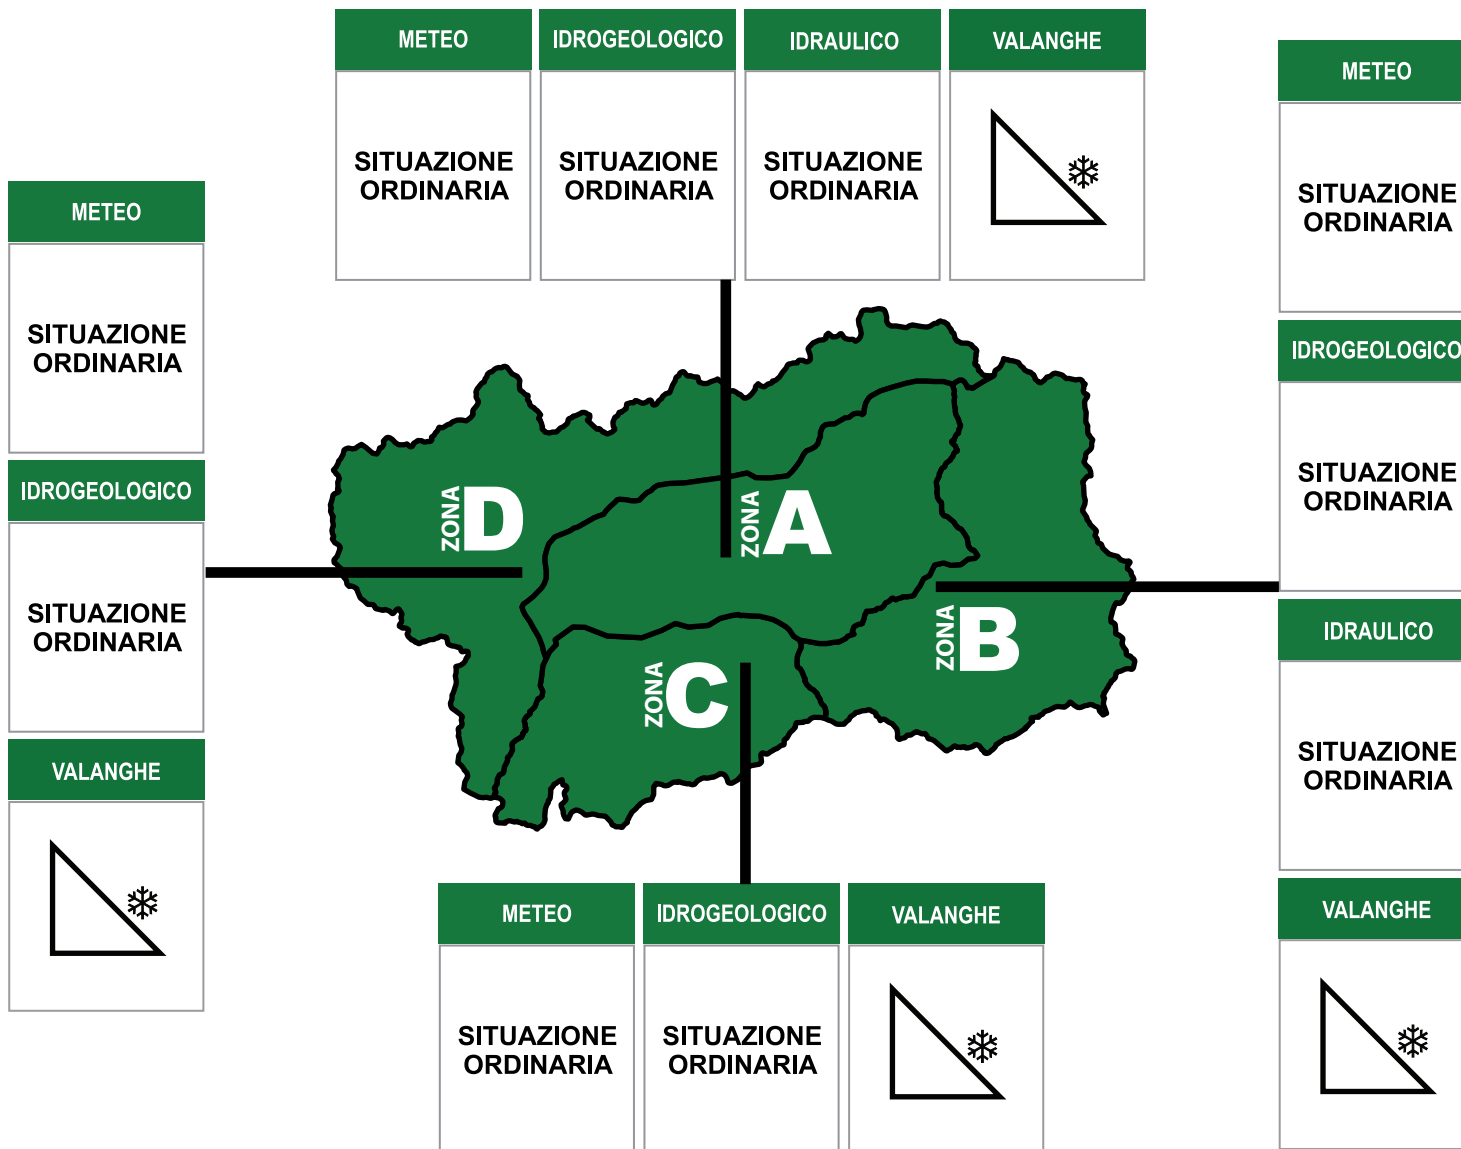 METEO
IDROGEOLOGICO
IDRAULICO
VALANGHE
SITUAZIONE
ORDINARIA
SITUAZIONE
ORDINARIA
SITUAZIONE
ORDINARIA
METEO
SITUAZIONE
ORDINARIA
IDROGEOLOGICO
SITUAZIONE
ORDINARIA
VALANGHE
ZONA D
ZONA A
ZONA B
ZONA C
METEO
SITUAZIONE
ORDINARIA
IDROGEOLOGICO
SITUAZIONE
ORDINARIA
IDRAULICO
SITUAZIONE
ORDINARIA
VALANGHE
METEO
IDROGEOLOGICO
VALANGHE
SITUAZIONE
ORDINARIA
SITUAZIONE
ORDINARIA